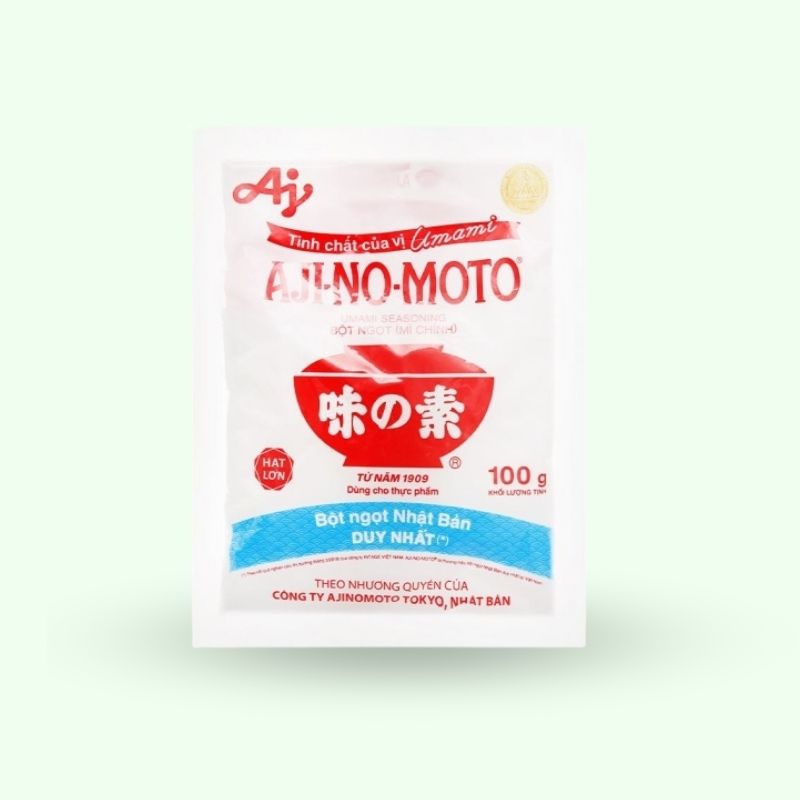 Aj
Tinh chất của vị Umami
AJI-NO-MOTO®
UMAMI SEASONING
BỘT NGỌT (MÌ CHÍNH)
味の素
®
HẠT
LỚN
TỪ NĂM 1909
Dùng cho thực phẩm
100 g
KHỐI LƯỢNG TỊNH
Bột ngọt Nhật Bản
DUY NHẤT(*)
THEO NHƯỢNG QUYỀN CỦA
CÔNG TY AJINOMOTO TOKYO, NHẬT BẢN